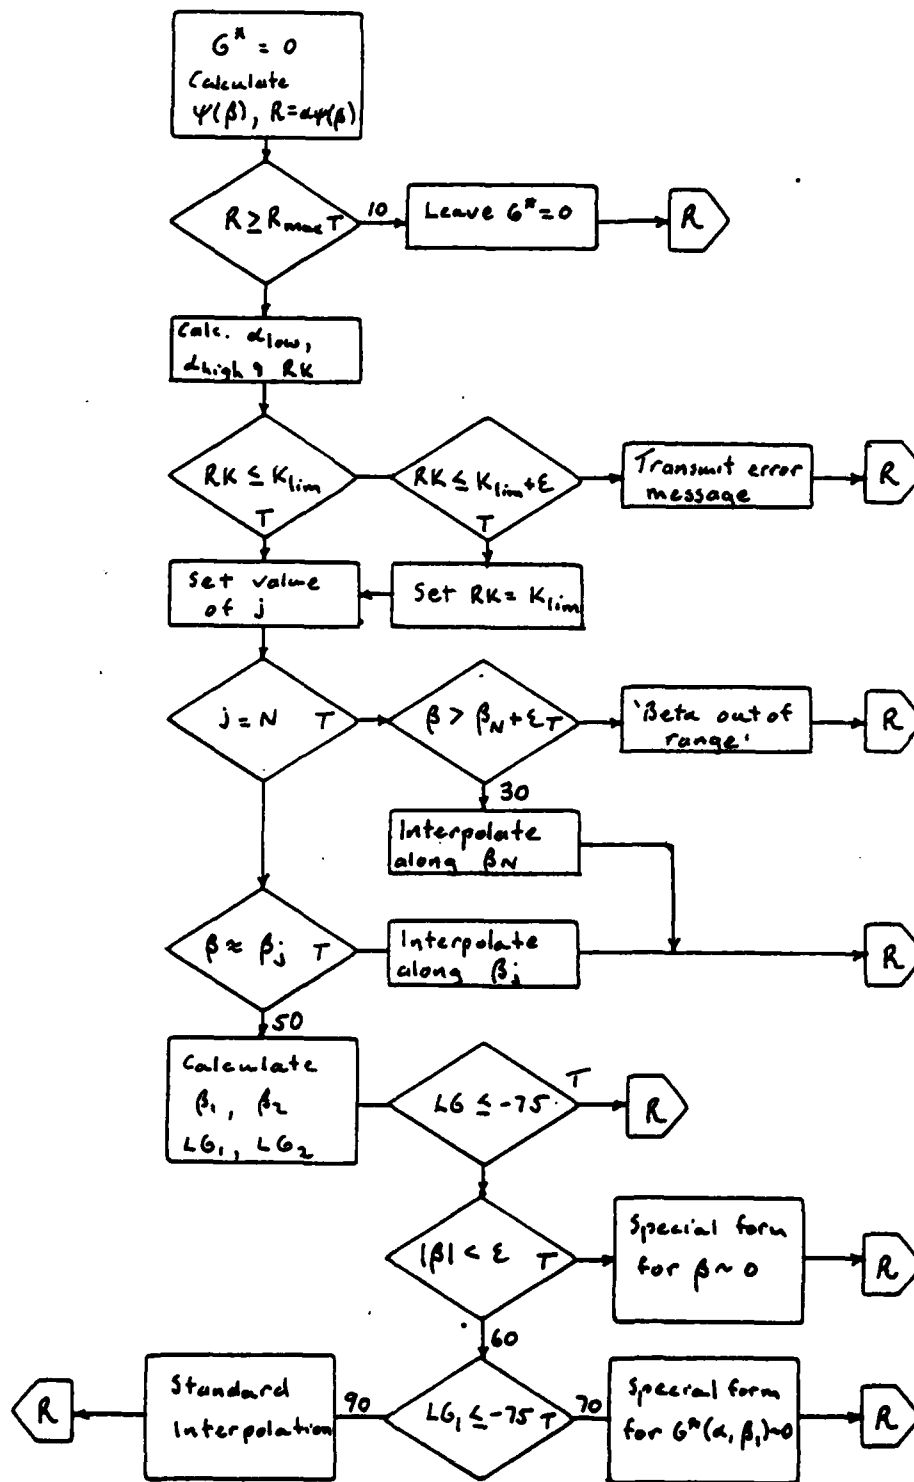 G* = 0
Calculate
ψ(β), R=αψ(β)
R ≥ Rmax T
10
Leave G*=0
R
Calc. αlow,
αhigh, RK
RK ≤ Klim
T
RK ≤ Klim+ε
T
Transmit error
message
R
Set value
of j
Set RK= Klim
j = N T
β > βN+ε T
'Beta out of
range'
R
30
Interpolate
along βN
β ≈ βj T
Interpolate
along βj
R
50
Calculate
β1, β2
LG1, LG2
LG ≤ -75
T
R
|β| < ε T
Special form
for β~0
R
60
R
Standard
Interpolation
90
LG1 ≤ -75 T
70
Special form
for G*(α, β1)~0
R